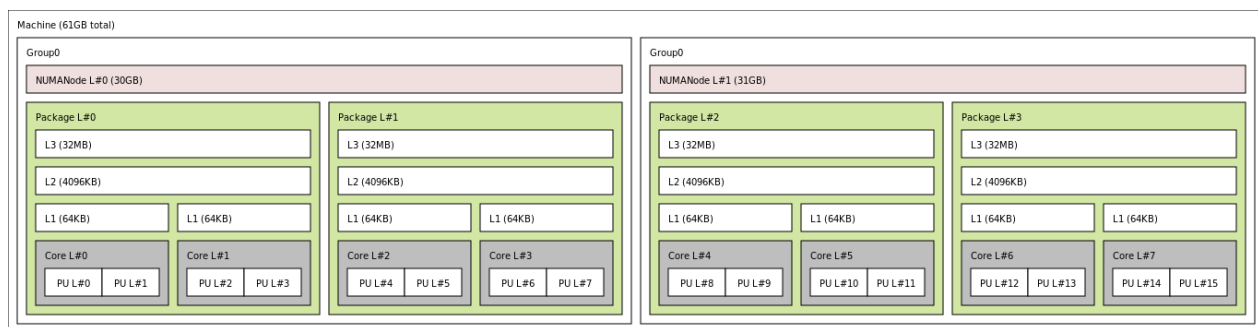 Machine (61GB total)
Group0
NUMANode L#0 (30GB)
Package L#0
L3 (32MB)
L2 (4096KB)
L1 (64KB)
L1 (64KB)
Core L#0
PU L#0
PU L#1
Core L#1
PU L#2
PU L#3
Package L#1
L3 (32MB)
L2 (4096KB)
L1 (64KB)
L1 (64KB)
Core L#2
PU L#4
PU L#5
Core L#3
PU L#6
PU L#7
Group0
NUMANode L#1 (31GB)
Package L#2
L3 (32MB)
L2 (4096KB)
L1 (64KB)
L1 (64KB)
Core L#4
PU L#8
PU L#9
Core L#5
PU L#10
PU L#11
Package L#3
L3 (32MB)
L2 (4096KB)
L1 (64KB)
L1 (64KB)
Core L#6
PU L#12
PU L#13
Core L#7
PU L#14
PU L#15